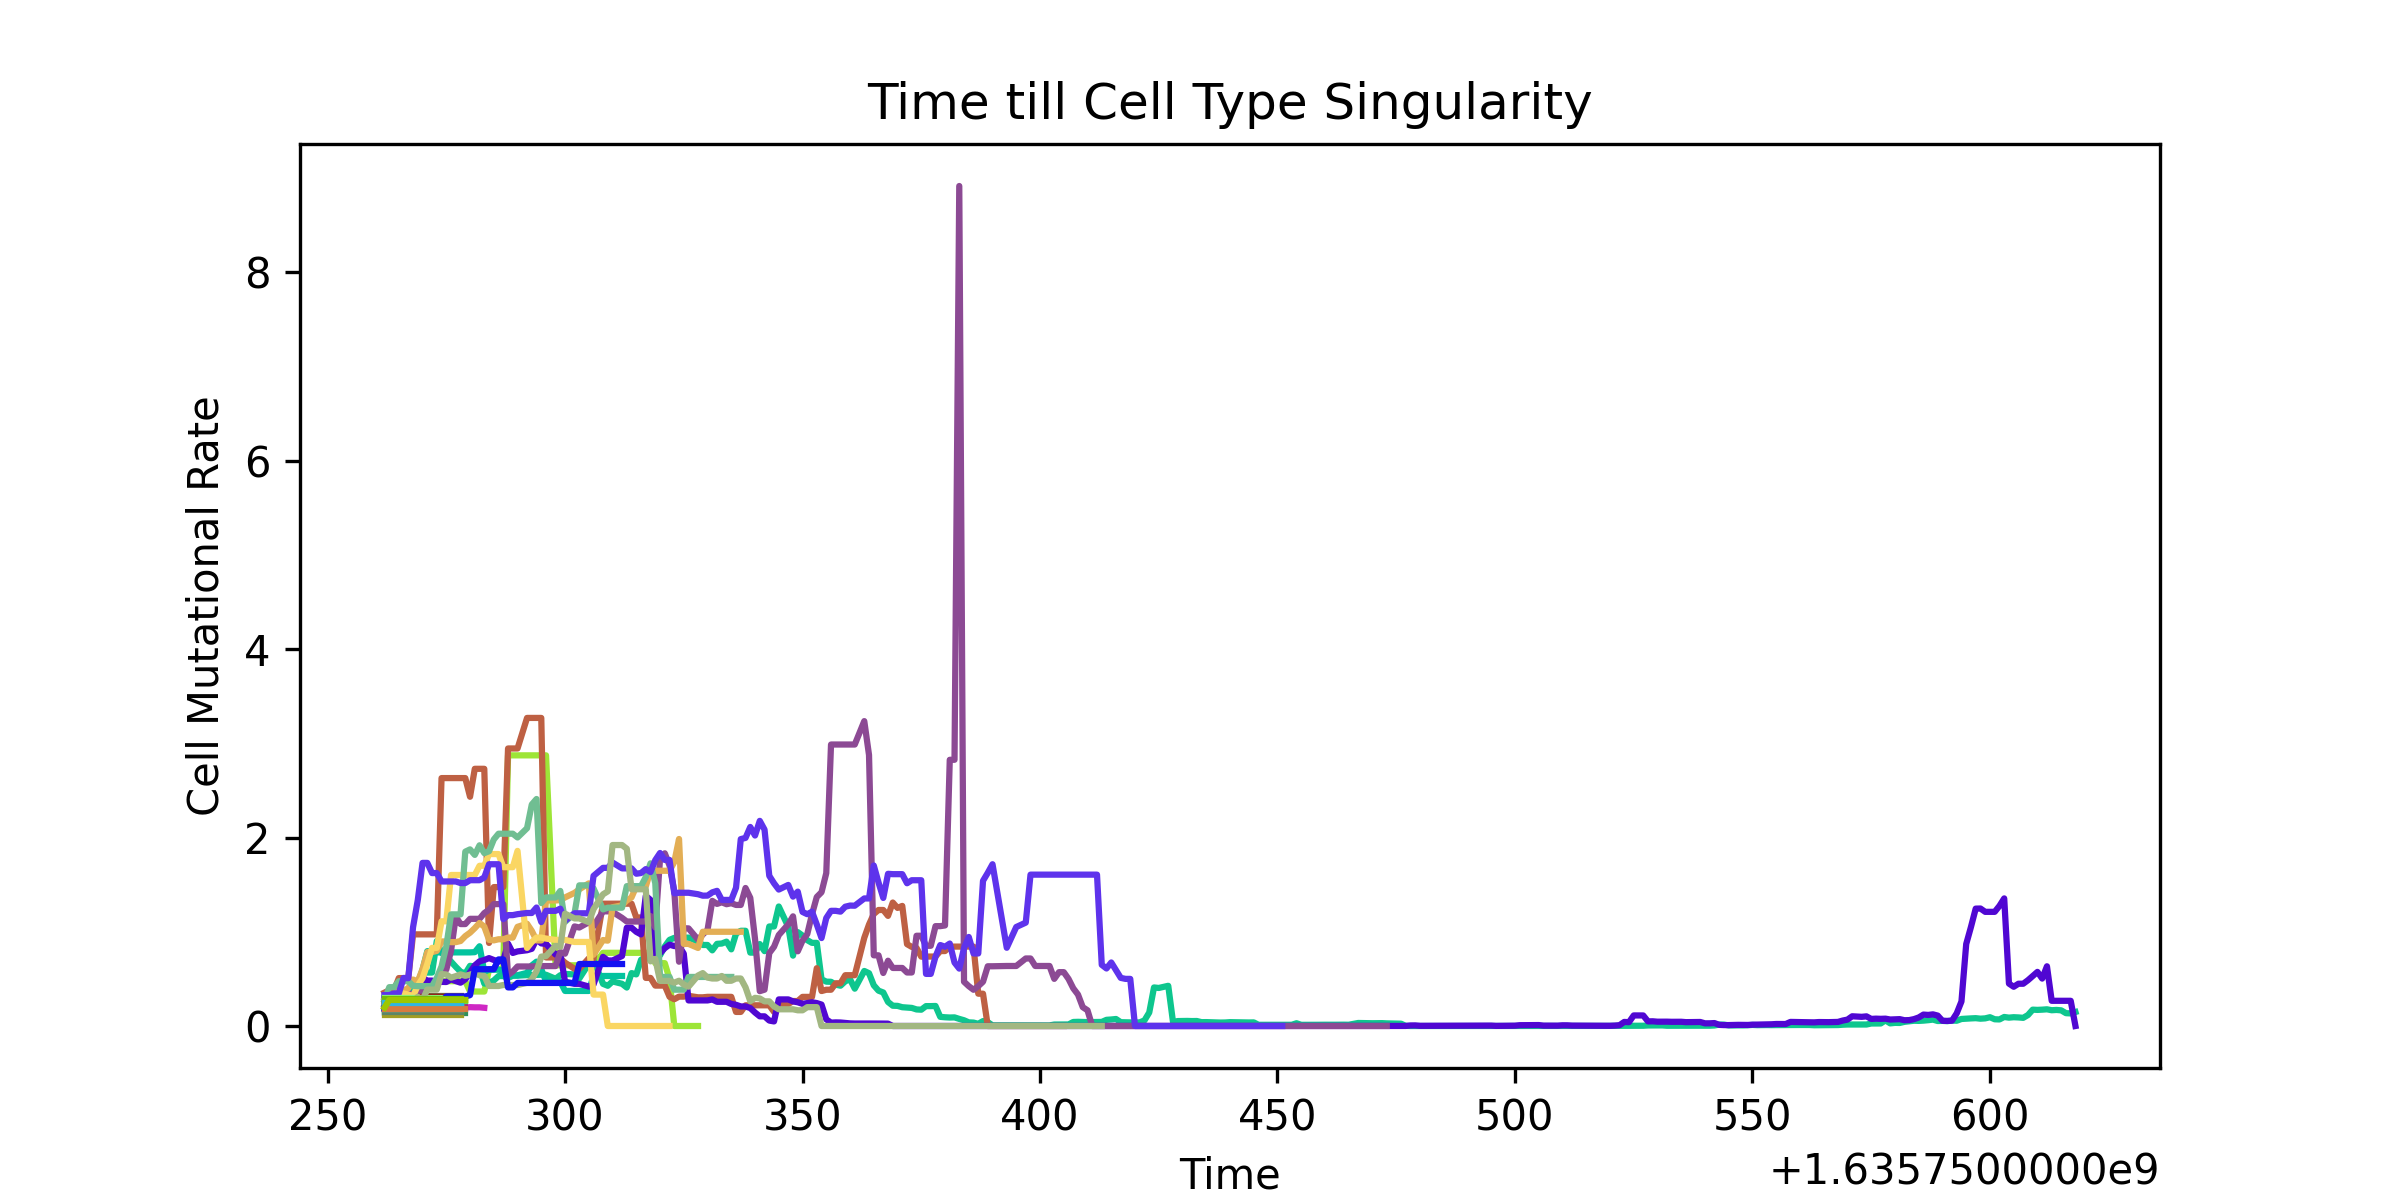 Time till Cell Type Singularity
Cell Mutational Rate
8
6
4
2
0
250 300 350 400 450 500 550 600
Time
+1.6357500000e9